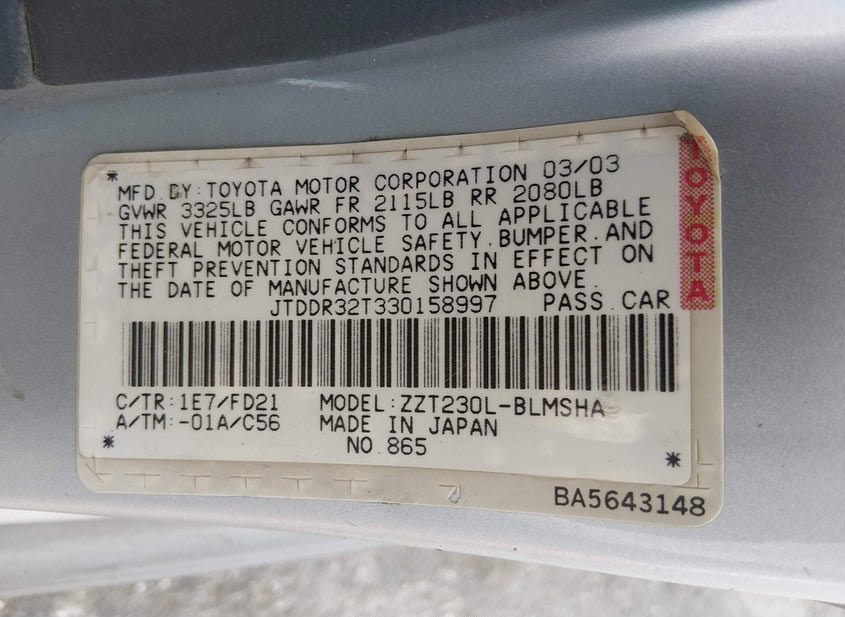 MFD.BY:TOYOTA MOTOR CORPORATION 03/03
GVWR 3325LB GAWR FR 2115LB RR 2080LB
THIS VEHICLE CONFORMS TO ALL APPLICABLE
FEDERAL MOTOR VEHICLE SAFETY.BUMPER.AND
THEFT PREVENTION STANDARDS IN EFFECT ON
THE DATE OF MANUFACTURE SHOWN ABOVE.
JTDDR32T330158997 PASS.CAR
TOYOTA
C/TR:1E7/FD21 MODEL:ZZT230L-BLMSHA
A/TM:-01A/C56 MADE IN JAPAN
NO.865
BA5643148